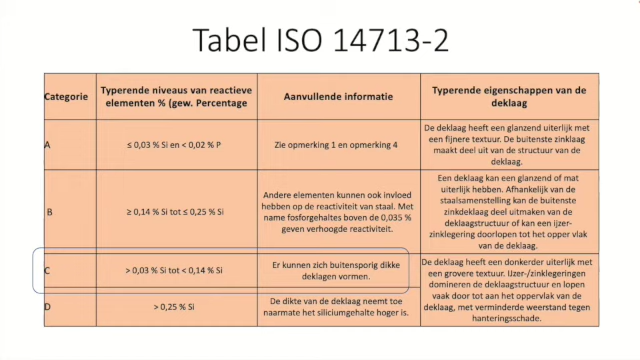 Tabel ISO 14713-2
Categorie
Typerende niveaus van reactieve
elementen % (gew. Percentage
Aanvullende informatie
Typerende eigenschappen van de
deklaag
A
≤ 0,03 % Si en < 0,02 % P
Zie opmerking 1 en opmerking 4
De deklaag heeft een glanzend uiterlijk met
een fijnere textuur. De buitenste zinklaag
maakt deel uit van de structuur van de
deklaag.
B
≥ 0,14 % Si tot ≤ 0,25 % Si
Andere elementen kunnen ook invloed
hebben op de reactiviteit van staal. Met
name fosforgehaltes boven de 0,035 %
geven verhoogde reactiviteit.
Een deklaag kan een glanzend of mat
uiterlijk hebben. Afhankelijk van de
staalsamenstelling kan de buitenste
zinkdeklaag deel uitmaken van de
deklaagstructuur of kan een ijzer-
zinklegering doorlopen tot het opper vlak
van de deklaag.
C
> 0,03 % Si tot < 0,14 % Si
Er kunnen zich buitensporig dikke
deklagen vormen.
De deklaag heeft een donkerder uiterlijk met
een grovere textuur. IJzer-/zinklegeringen
domineren de deklaagstructuur en lopen
vaak door tot aan het oppervlak van de
deklaag, met verminderde weerstand tegen
hanteringsschade.
D
> 0,25 % Si
De dikte van de deklaag neemt toe
naarmate het siliciumgehalte hoger is.